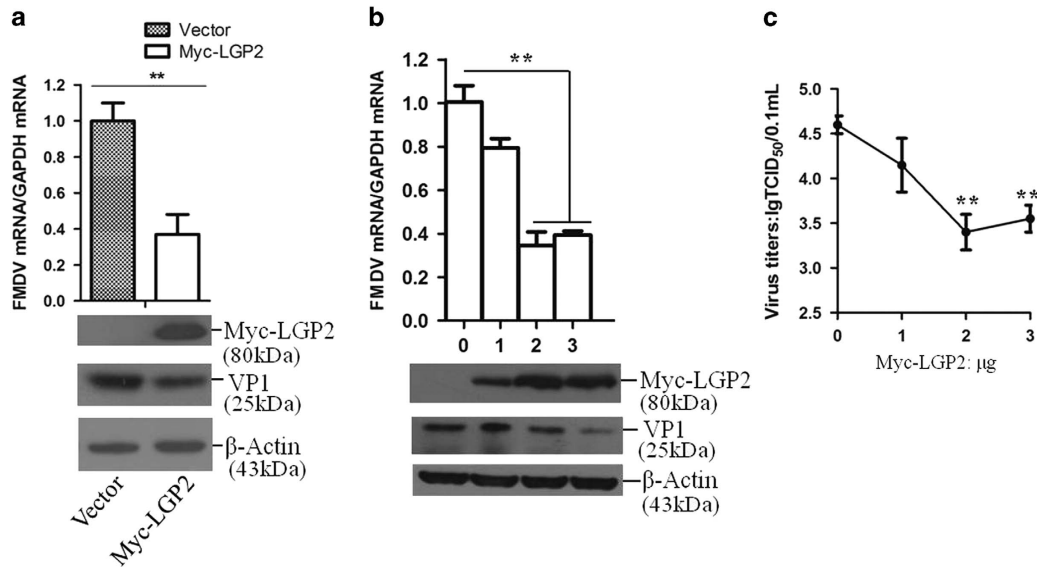 a
Vector
Myc-LGP2
FMDV mRNA/GAPDH mRNA
1.2
1.0
0.8
0.6
0.4
0.2
0.0
**
Myc-LGP2
(80kDa)
VP1
(25kDa)
β-Actin
(43kDa)
Vector
Myc-LGP2
b
FMDV mRNA/GAPDH mRNA
1.2
1.0
0.8
0.6
0.4
0.2
0.0
**
0 1 2 3
Myc-LGP2
(80kDa)
VP1
(25kDa)
β-Actin
(43kDa)
c
Virus titers:lgTCID50/0.1mL
5.0
4.5
4.0
3.5
3.0
2.5
** **
0 1 2 3
Myc-LGP2: μg